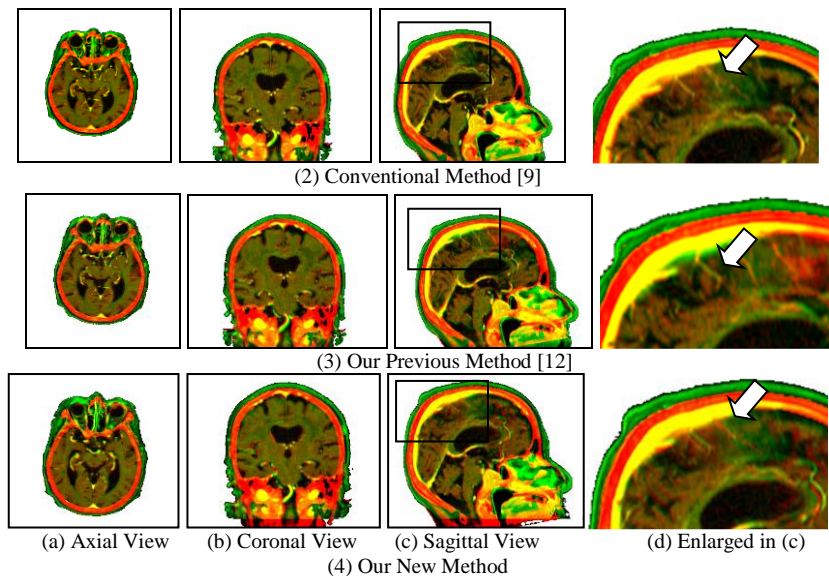 (2) Conventional Method [9]
(3) Our Previous Method [12]
(a) Axial View (b) Coronal View (c) Sagittal View (d) Enlarged in (c)
(4) Our New Method